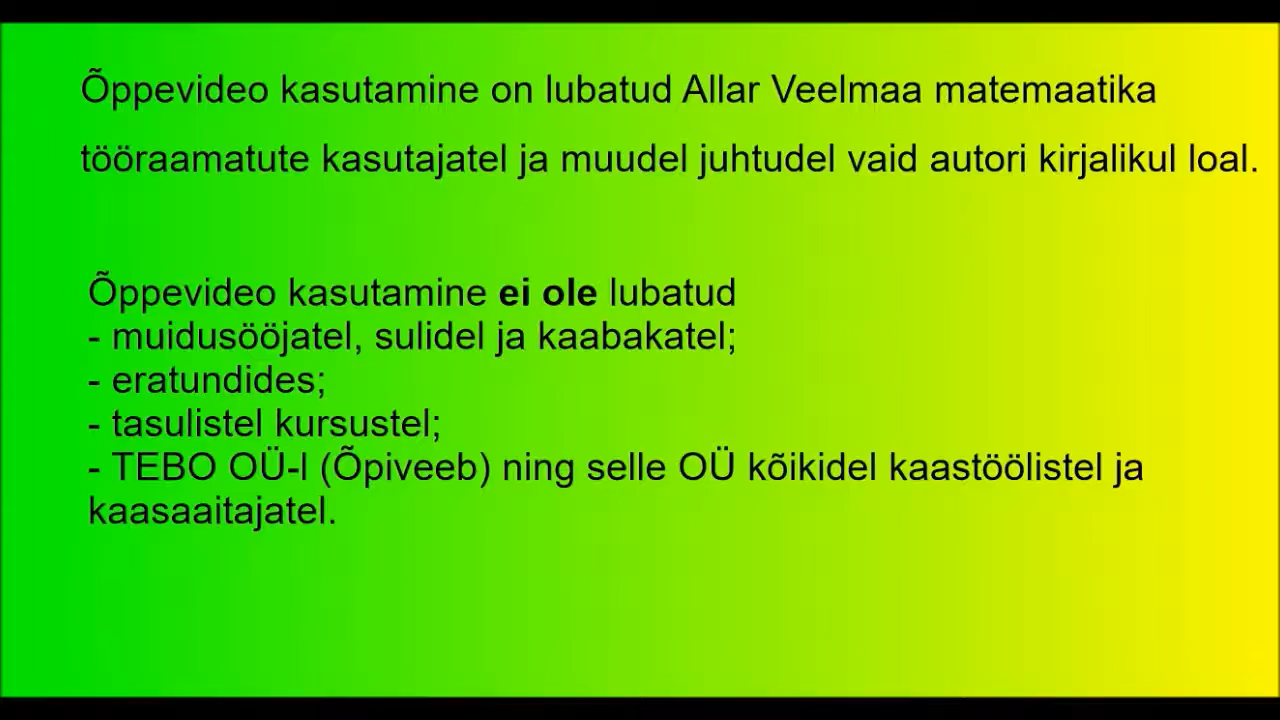 Õppevideo kasutamine on lubatud Allar Veelmaa matemaatika
tööraamatute kasutajatel ja muudel juhtudel vaid autori kirjalikul loal.
Õppevideo kasutamine ei ole lubatud
- muidusööjatel, sulidel ja kaabakatel;
- eratundides;
- tasulistel kursustel;
- TEBO OÜ-l (Õpiveeb) ning selle OÜ kõikidel kaastöölistel ja
kaasaaitajatel.